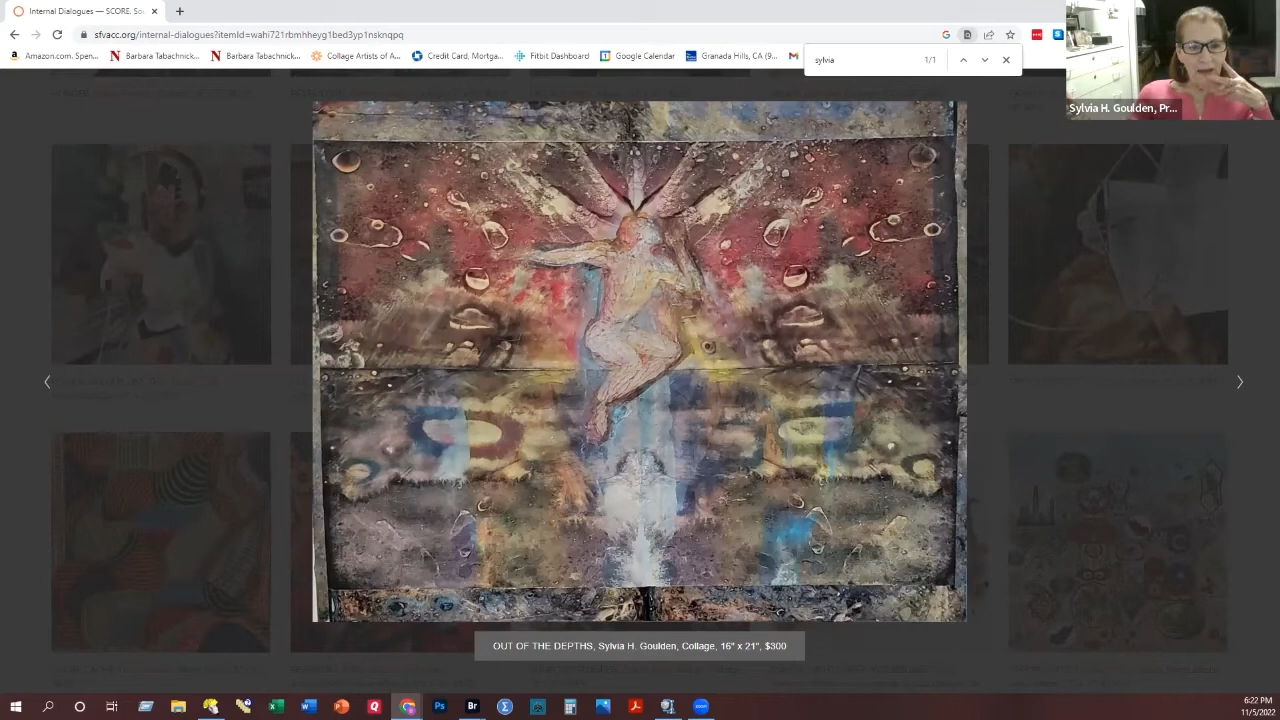 Internal Dialogues — SCORE, So
sfvacc.org/internal-dialogues?itemId=wahi721rbmhheyg1bed3yp1hrknqpq
Amazon.com. Spen...
Barbara Tabachnick...
Barbara Tabachnick...
Collage Artists of A...
Credit Card, Mortga...
Fitbit Dashboard
Google Calendar
Granada Hills, CA (9...
sylvia
1/1
Sylvia H. Goulden, Pr...
OUT OF THE DEPTHS, Sylvia H. Goulden, Collage, 16" x 21", $300
6:22 PM
11/5/2022